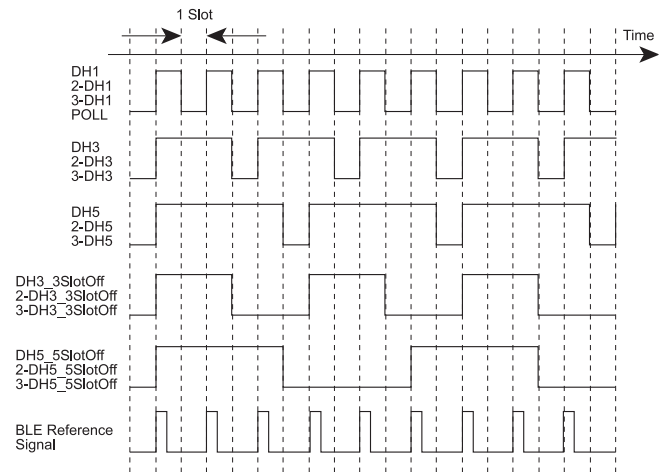 1 Slot
Time
DH1
2-DH1
3-DH1
POLL
DH3
2-DH3
3-DH3
DH5
2-DH5
3-DH5
DH3_3SlotOff
2-DH3_3SlotOff
3-DH3_3SlotOff
DH5_5SlotOff
2-DH5_5SlotOff
3-DH5_5SlotOff
BLE Reference
Signal